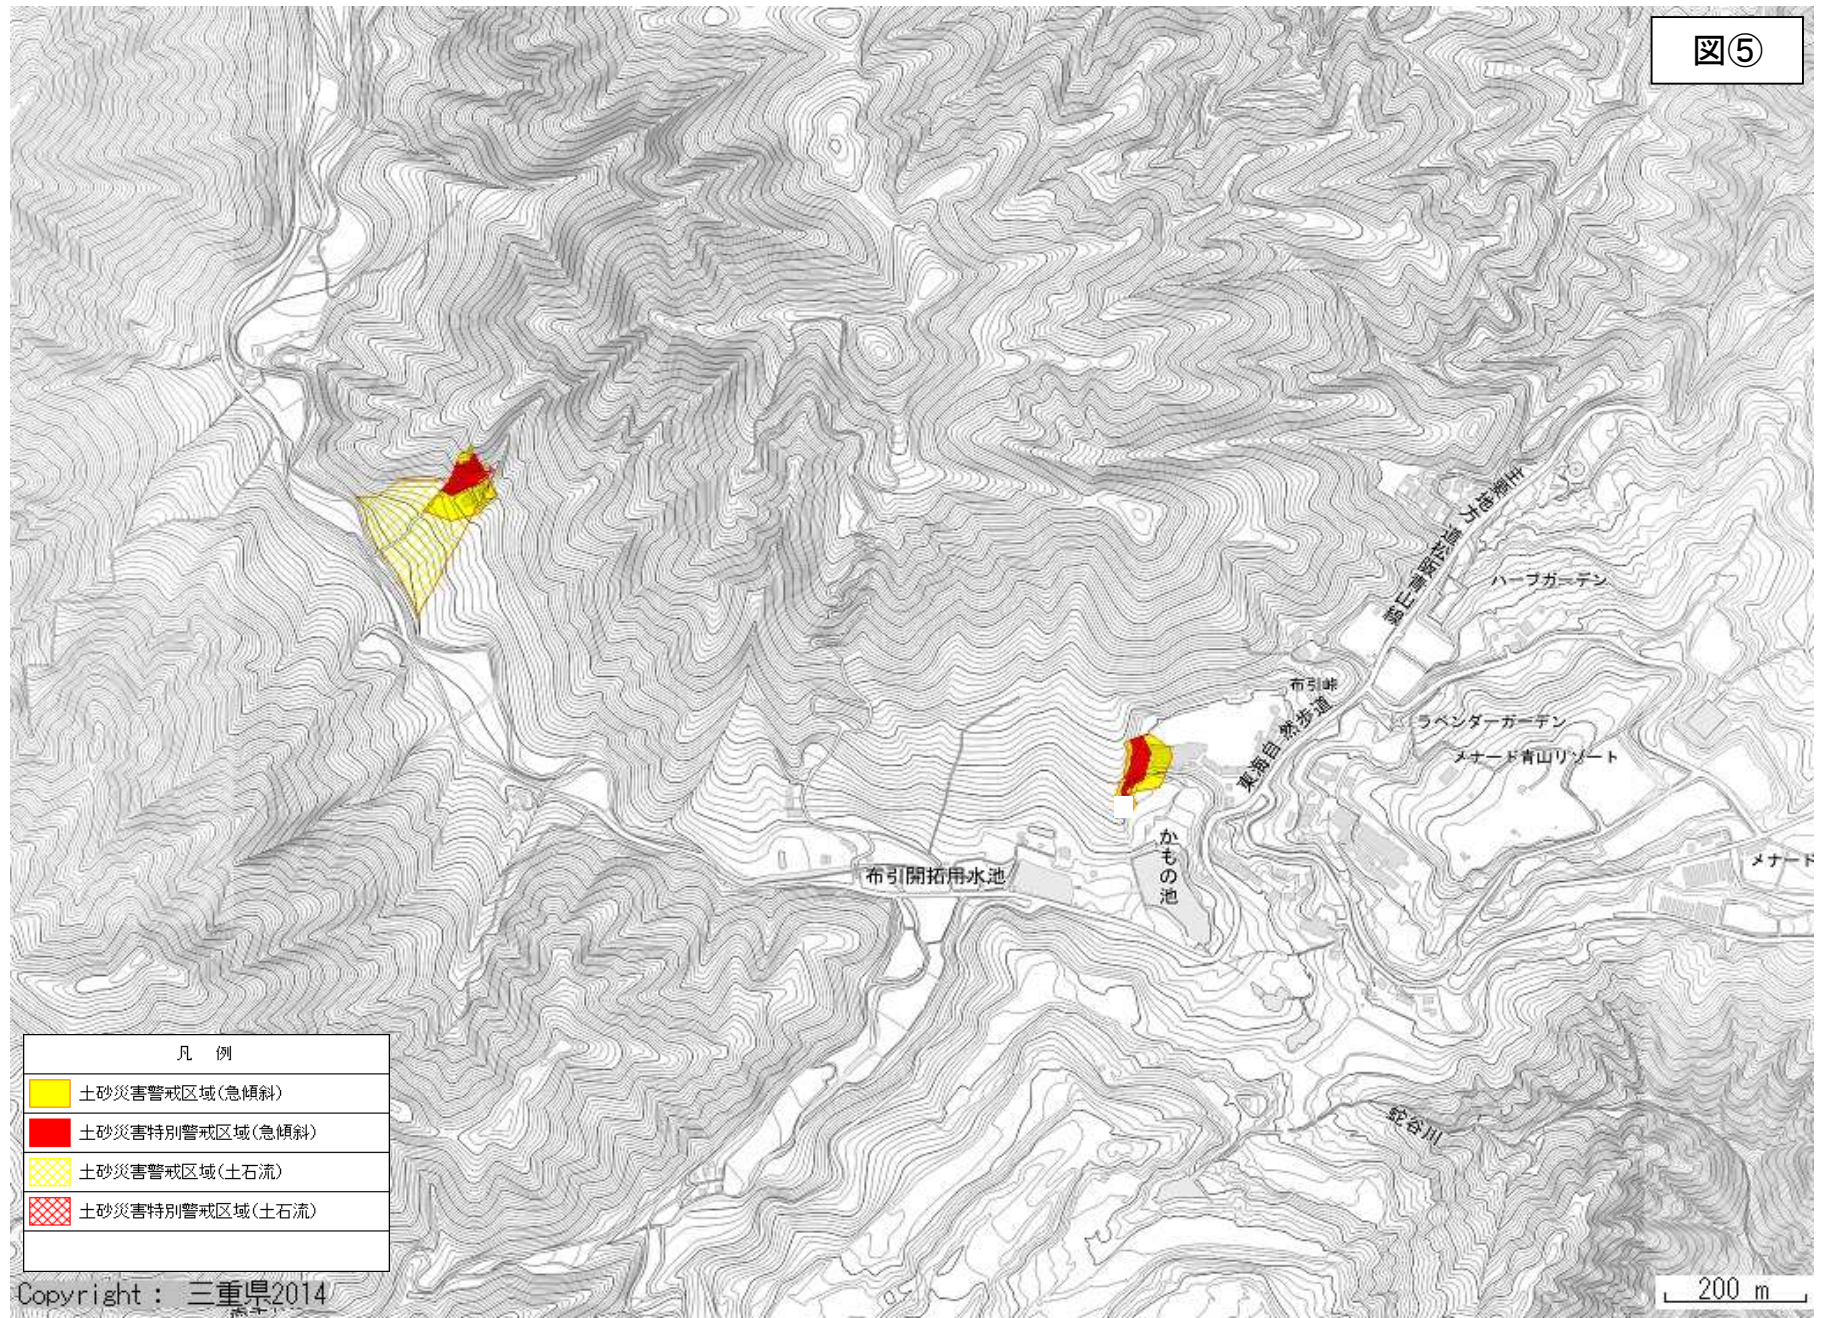 図⑤
主要地方道松阪青山線
ハーブガーデン
布引峠
東海自然歩道
ラベンダーガーデン
メナード青山リゾート
かもの池
布引開拓用水池
メナード
蛇谷川
凡 例
土砂災害警戒区域(急傾斜)
土砂災害特別警戒区域(急傾斜)
土砂災害警戒区域(土石流)
土砂災害特別警戒区域(土石流)
Copyright : 三重県2014
200 m